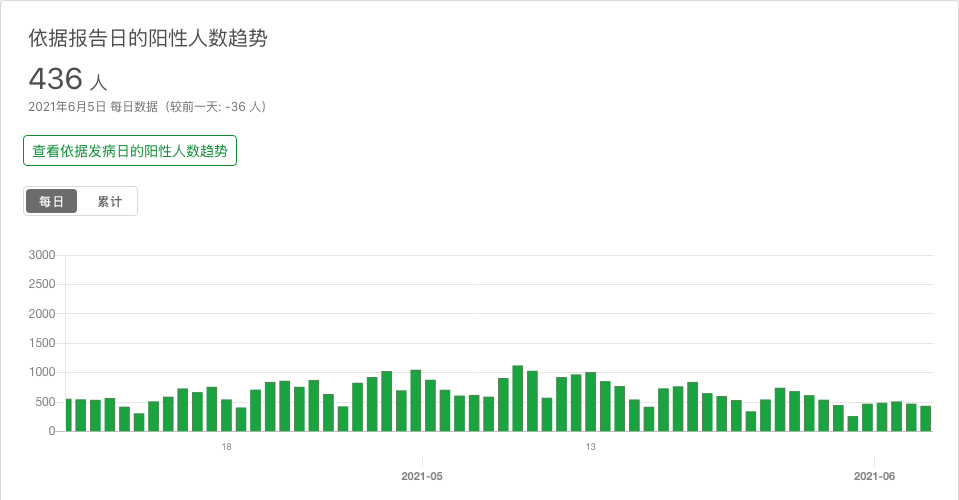 依据报告日的阳性人数趋势
436 人
2021年6月5日 每日数据（较前一天: -36 人）
查看依据发病日的阳性人数趋势
每日 累计
3000
2500
2000
1500
1000
500
0
18 13
2021-05 2021-06